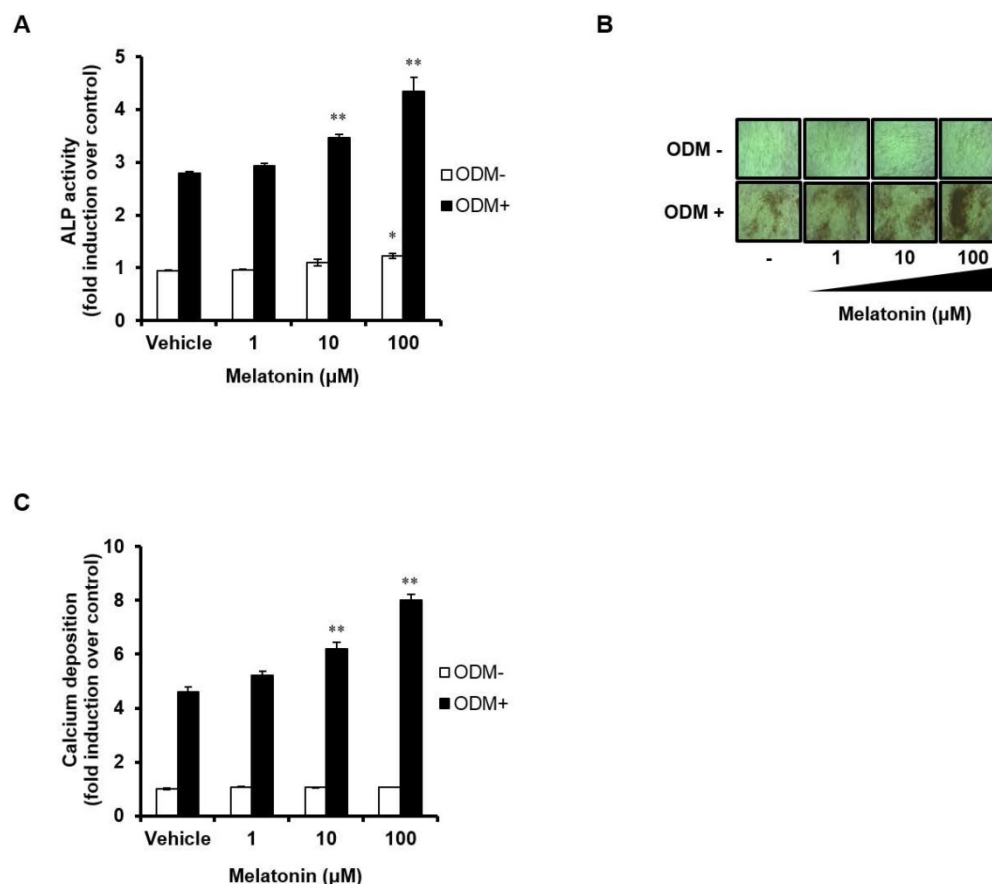 A
ALP activity
(fold induction over control)
5
4
3
2
1
0
**
**
*
ODM-
ODM+
Vehicle 1 10 100
Melatonin (µM)
B
ODM -
ODM +
- 1 10 100
Melatonin (µM)
C
Calcium deposition
(fold induction over control)
10
8
6
4
2
0
**
**
ODM-
ODM+
Vehicle 1 10 100
Melatonin (µM)